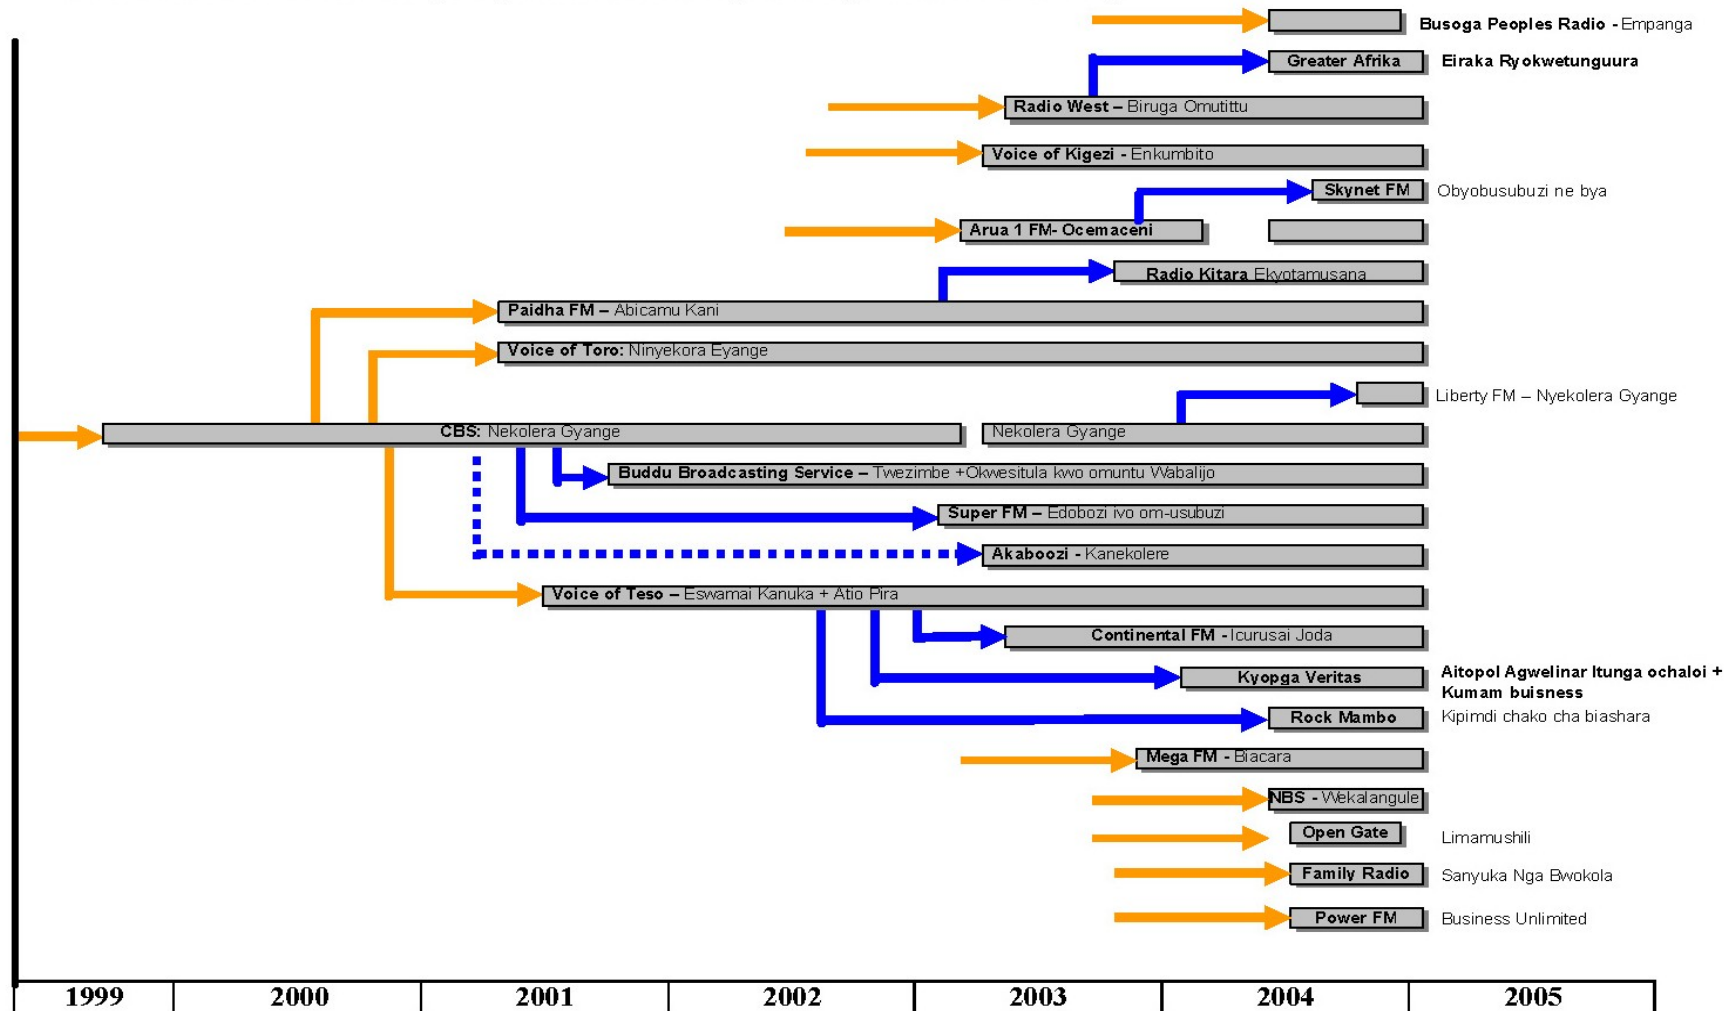 Busoga Peoples Radio - Empanga
Greater Afrika Eiraka Ryokwetunguura
Radio West – Biruga Omutittu
Voice of Kigezi - Enkumbito
Skynet FM Obyobusubuzi ne bya
Arua 1 FM- Ocemaceni
Radio Kitara Ekyotamusana
Paidha FM – Abicamu Kani
Voice of Toro: Ninyekora Eyange
Liberty FM – Nyekolera Gyange
CBS: Nekolera Gyange Nekolera Gyange
Buddu Broadcasting Service – Twezimbe +Okwesitula kwo omuntu Wabalijo
Super FM – Edobozi ivo om-usubuzi
Akaboozi - Kanekolere
Voice of Teso – Eswamai Kanuka + Atio Pira
Continental FM - Icurusai Joda
Kyopga Veritas Aitopol Agwelinar Itunga ochaloi +
Kumam buisness
Rock Mambo Kipimdi chako cha biashara
Mega FM - Biacara
NBS - Wekalangule
Open Gate Limamushili
Family Radio Sanyuka Nga Bwokola
Power FM Business Unlimited
1999 2000 2001 2002 2003 2004 2005